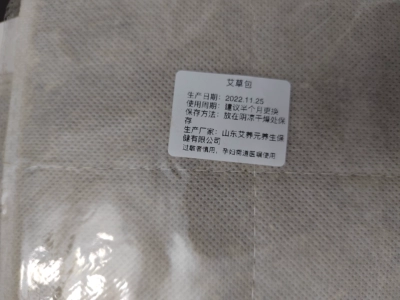 艾草包
生产日期：2022.11.25
使用周期：建议半个月更换
保存方法：放在阴凉干燥处保
存
生产厂家：山东艾养元养生保
健有限公司
过敏者慎用，孕妇需遵医嘱使用